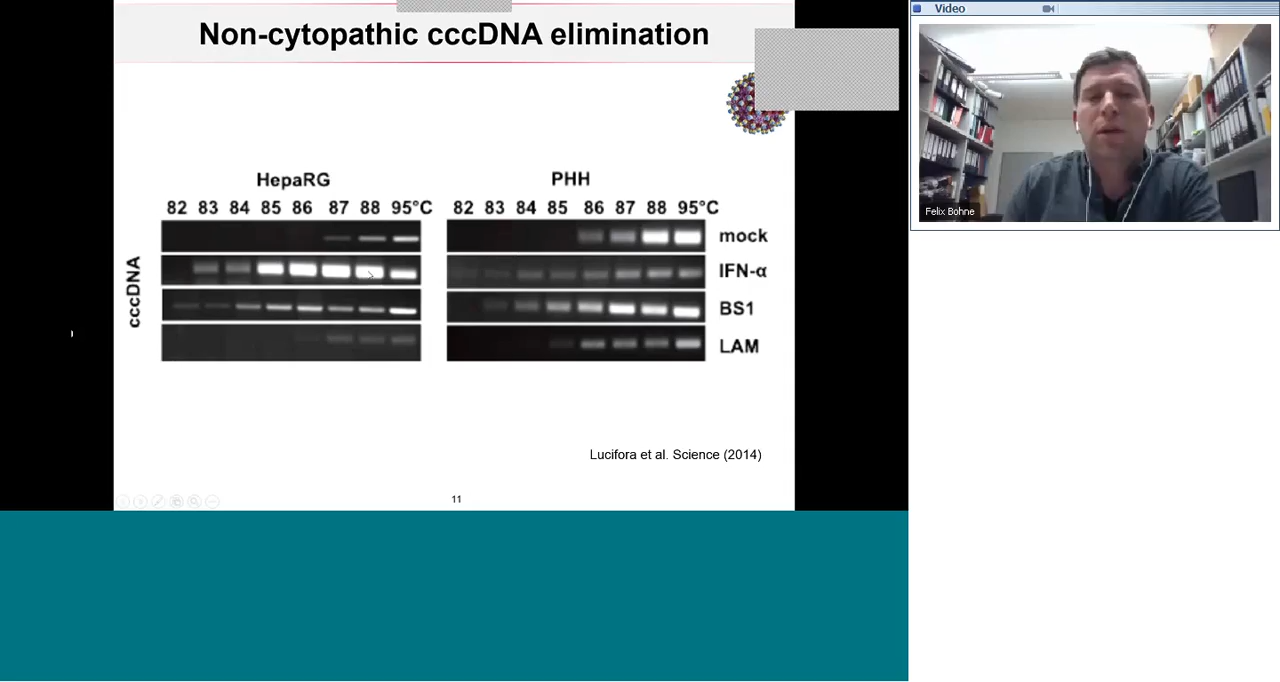 Non-cytopathic cccDNA elimination
HepaRG
PHH
82 83 84 85 86 87 88 95°C
82 83 84 85 86 87 88 95°C
cccDNA
mock
IFN-α
BS1
LAM
Lucifora et al. Science (2014)
11
Video
Felix Bohne